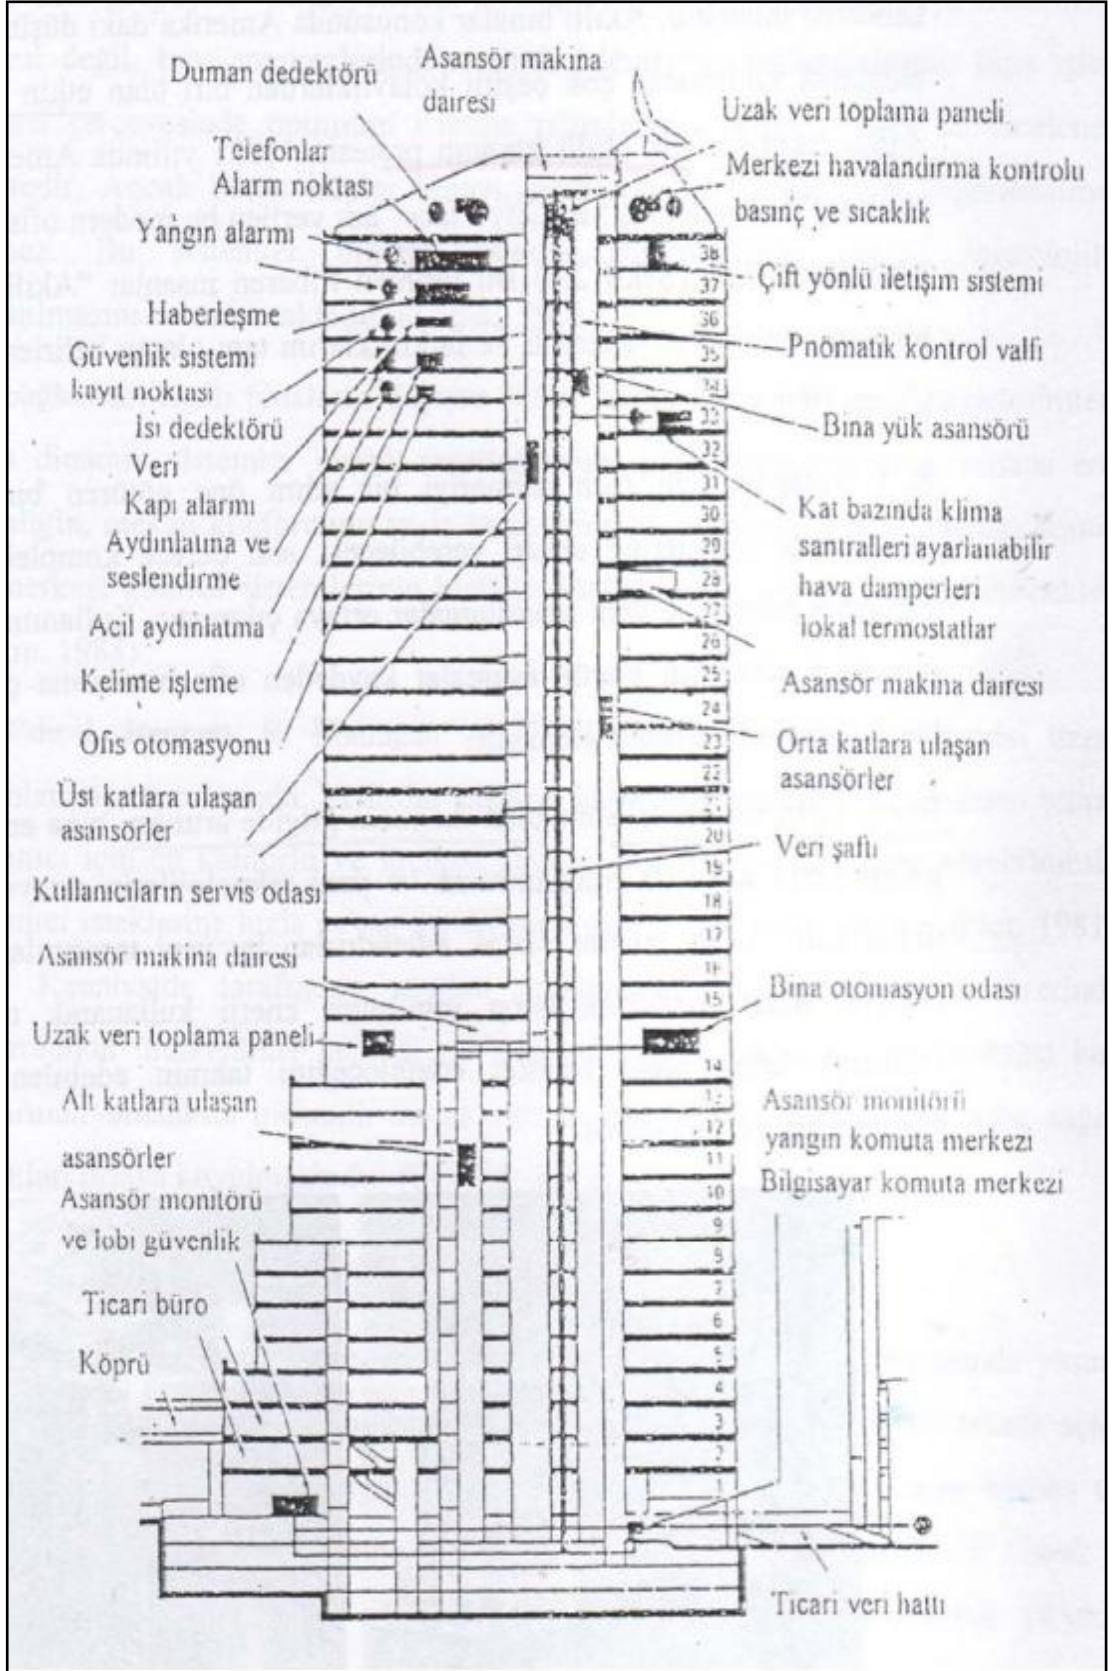 Duman dedektörü
Asansör makina
dairesi
Telefonlar
Alarm noktası
Yangın alarmı
Haberleşme
Güvenlik sistemi
kayıt noktası
Isı dedektörü
Veri
Kapı alarmı
Aydınlatma ve
seslendirme
Acil aydınlatma
Kelime işleme
Ofis otomasyonu
Üst katlara ulaşan
asansörler
Kullanıcıların servis odası
Asansör makina dairesi
Uzak veri toplama paneli
Alt katlara ulaşan
asansörler
Asansör monitörü
ve lobi güvenlik
Ticari büro
Köprü
Uzak veri toplama paneli
Merkezi havalandırma kontrolu
basınç ve sıcaklık
Çift yönlü iletişim sistemi
Pnömatik kontrol valfi
Bina yük asansörü
Kat bazında klima
santralleri ayarlanabilir
hava damperleri
lokal termostatlar
Asansör makina dairesi
Orta katlara ulaşan
asansörler
Veri şaftı
Bina otomasyon odası
Asansör monitörü
yangın komuta merkezi
Bilgisayar komuta merkezi
Ticari veri hattı
38
37
36
35
34
33
32
31
30
29
28
27
26
25
24
23
22
21
20
19
18
17
16
15
14
12
11
10
9
7
6
5
4
3
2
1